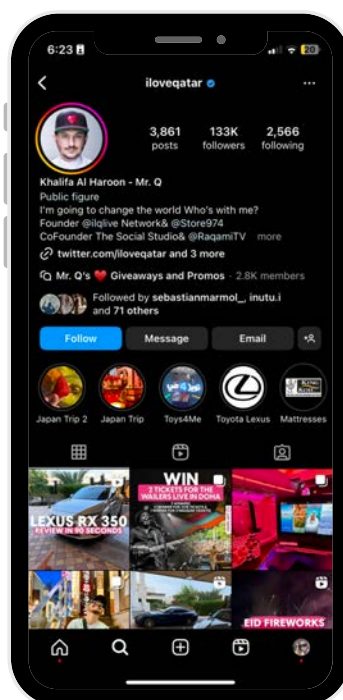 6:23
20
iloveqatar
3,861 133K 2,566
posts followers following
Khalifa Al Haroon - Mr. Q
Public figure
I'm going to change the world Who's with me?
Founder @ilqlive Network& @Store974
CoFounder The Social Studio& @RaqamiTV more
twitter.com/iloveqatar and 3 more
Mr. Q's ❤️ Giveaways and Promos · 2.8K members
Followed by sebastianmarmol_, inutu.i
and 71 others
Follow Message Email
Japan Trip 2 Japan Trip Toys4Me Toyota Lexus Mattresses
LEXUS RX 350
REVIEW IN 90 SECONDS
WIN
2 TICKETS FOR THE
WAILERS LIVE IN DOHA
EID FIREWORKS